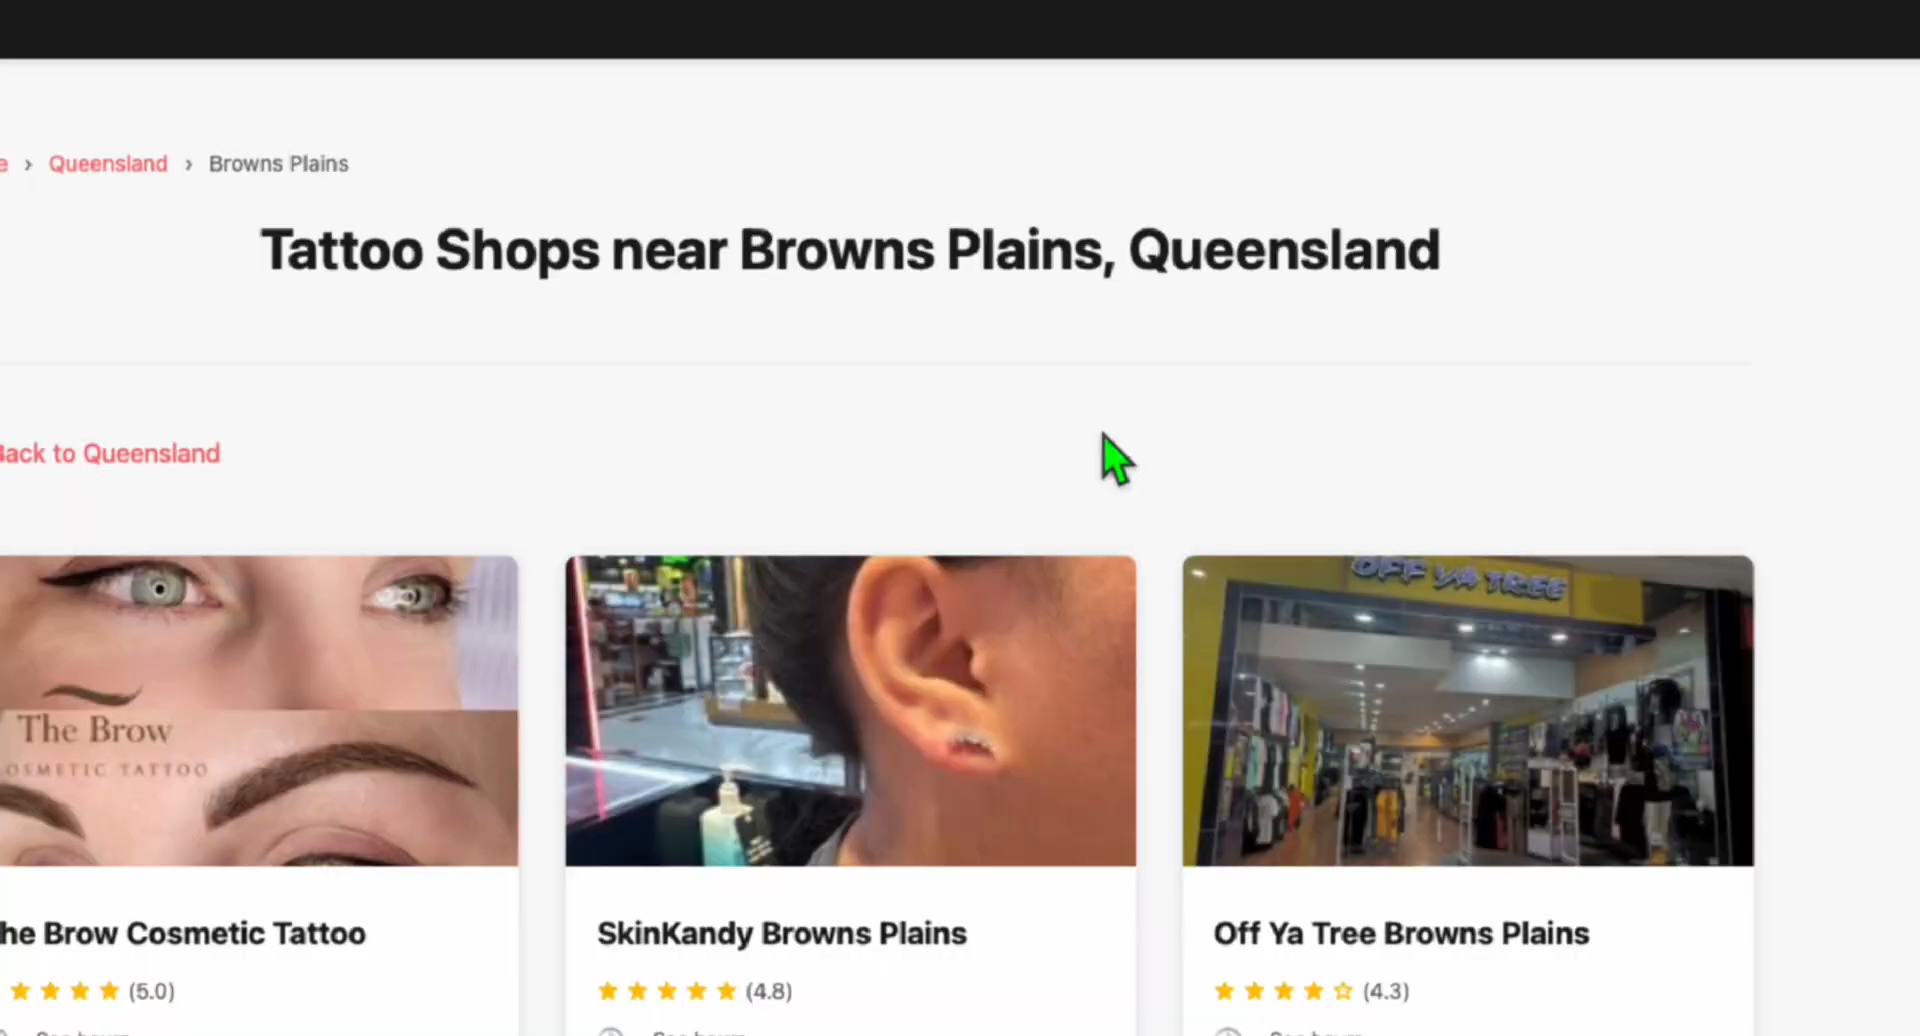 e › Queensland › Browns Plains
Tattoo Shops near Browns Plains, Queensland
Back to Queensland
OFF YA TREE
The Brow
OSMETIC TATTOO
he Brow Cosmetic Tattoo
SkinKandy Browns Plains
Off Ya Tree Browns Plains
(5.0)
(4.8)
(4.3)